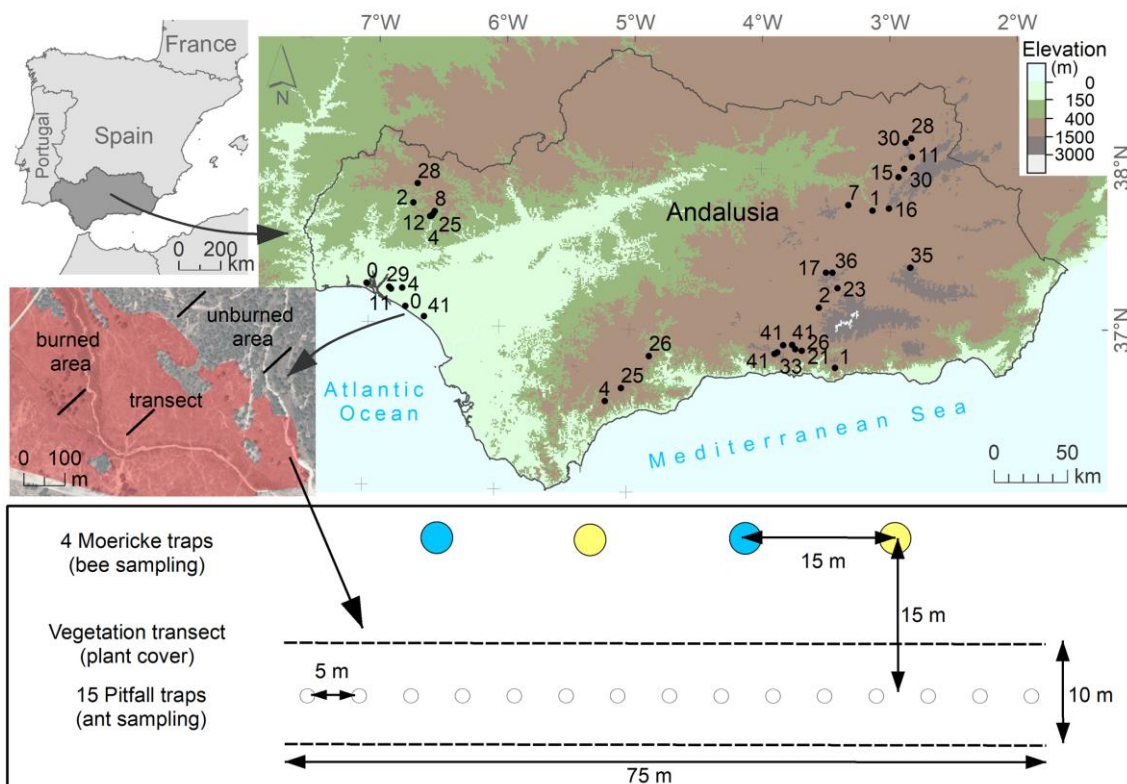 7°W 6°W 5°W 4°W 3°W 2°W
France
Portugal
Spain
0 200
km
N
Elevation
(m)
0
150
400
1500
3000
38°N
37°N
Andalusia
28
2
8
12
25
4
0
29
4
11
0
41
30
28
11
15
30
7
1
16
17
36
35
23
2
41
41
26
33
21
1
26
25
4
Atlantic
Ocean
Mediterranean Sea
0 50
km
burned
area
unburned
area
transect
0 100
m
4 Moericke traps
(bee sampling)
15 m
15 m
Vegetation transect
(plant cover)
5 m
15 Pitfall traps
(ant sampling)
10 m
75 m